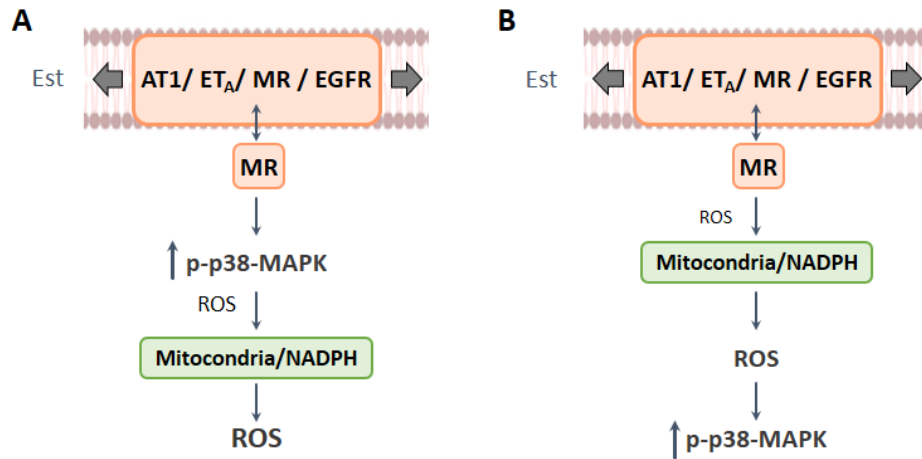 A
Est
AT1/ ETA/ MR / EGFR
MR
p-p38-MAPK
ROS
Mitocondria/NADPH
ROS
B
Est
AT1/ ETA/ MR / EGFR
MR
ROS
Mitocondria/NADPH
ROS
p-p38-MAPK